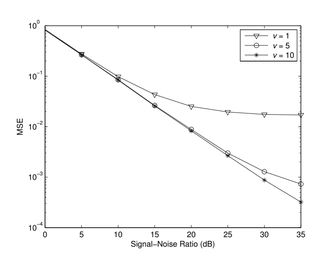 10^0
10^-1
10^-2
10^-3
10^-4
MSE
0 5 10 15 20 25 30 35
Signal-Noise Ratio (dB)
ν = 1
ν = 5
ν = 10